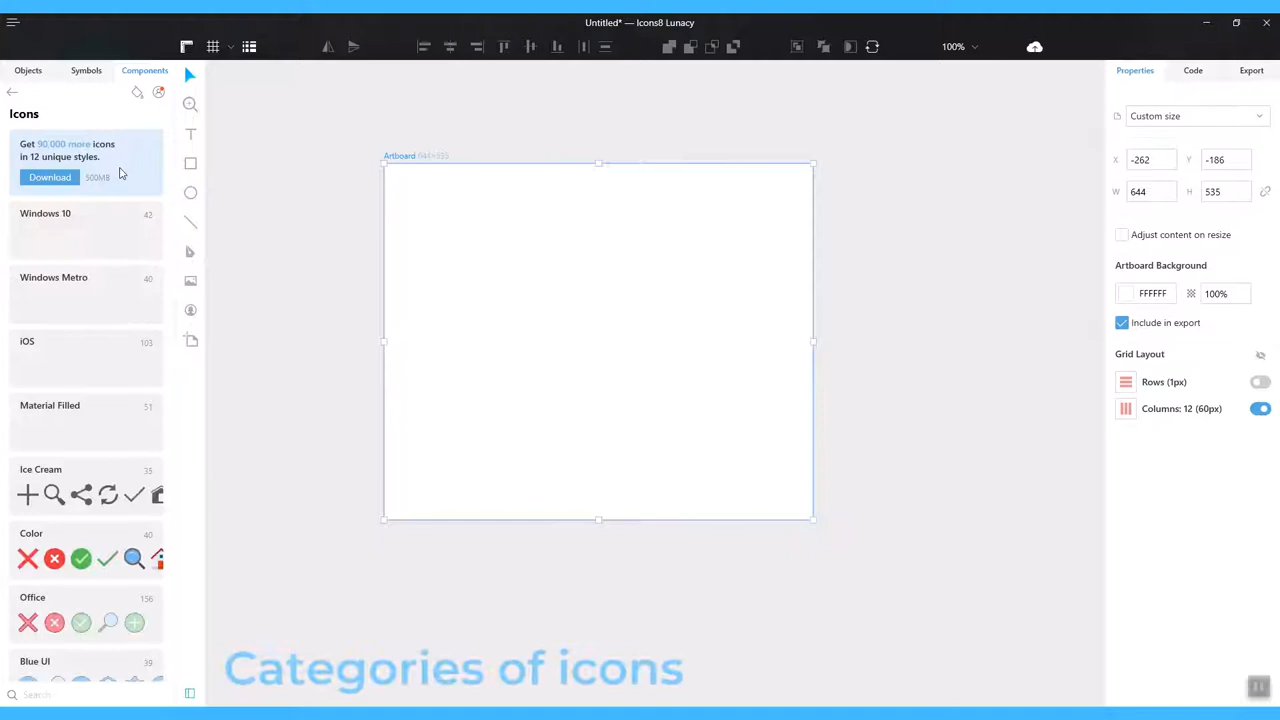 Untitled* — Icons8 Lunacy
100%
Objects
Symbols
Components
Properties
Code
Export
Icons
Get 90,000 more icons
in 12 unique styles.
Download
500MB
Windows 10
42
Windows Metro
40
iOS
103
Material Filled
51
Ice Cream
35
Color
40
Office
156
Blue UI
39
Search
Artboard 644×535
Custom size
X
-262
Y
-186
W
644
H
535
Adjust content on resize
Artboard Background
FFFFFF
100%
Include in export
Grid Layout
Rows (1px)
Columns: 12 (60px)
Categories of icons